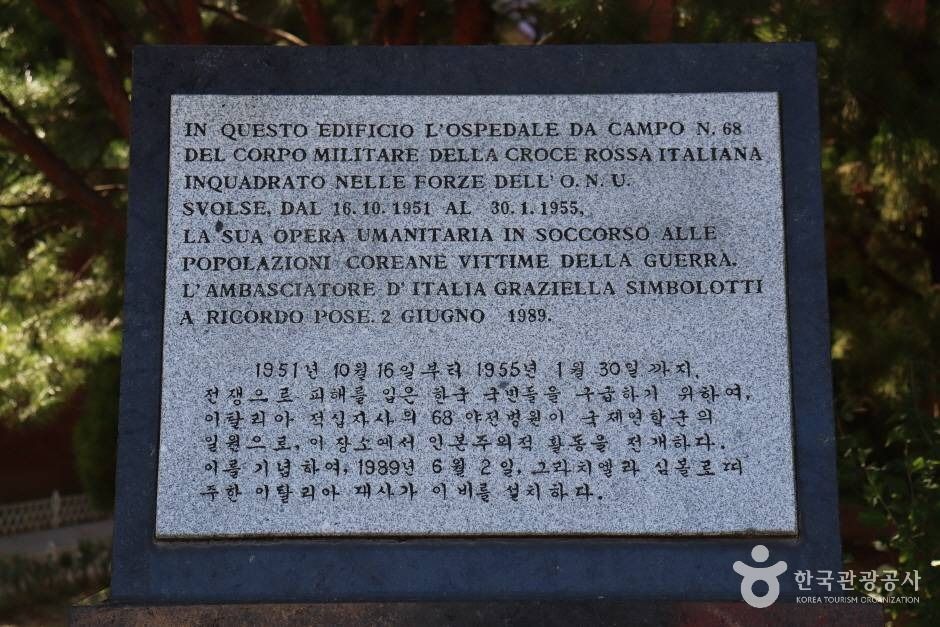 IN QUESTO EDIFICIO L'OSPEDALE DA CAMPO N. 68
DEL CORPO MILITARE DELLA CROCE ROSSA ITALIANA
INQUADRATO NELLE FORZE DELL' O. N. U.
SVOLSE, DAL 16. 10. 1951 AL 30. 1. 1955,
LA SUA OPERA UMANITARIA IN SOCCORSO ALLE
POPOLAZIONI COREANE VITTIME DELLA GUERRA.
L'AMBASCIATORE D'ITALIA GRAZIELLA SIMBOLOTTI
A RICORDO POSE. 2 GIUGNO 1989.
1951년 10월 16일 부터 1955년 1월 30일 까지.
전쟁으로 피해를 입은 한국 국민들을 구급하기 위하여,
이탈리아 적십자사의 68 야전병원이 국제연합군의
일원으로, 이 장소에서 인본주의적 활동을 전개하다.
이를 기념하여, 1989년 6월 2일, 그라치엘라 심볼로띠
주한 이탈리아 대사가 이 비를 설치하다.
한국관광공사
KOREA TOURISM ORGANIZATION